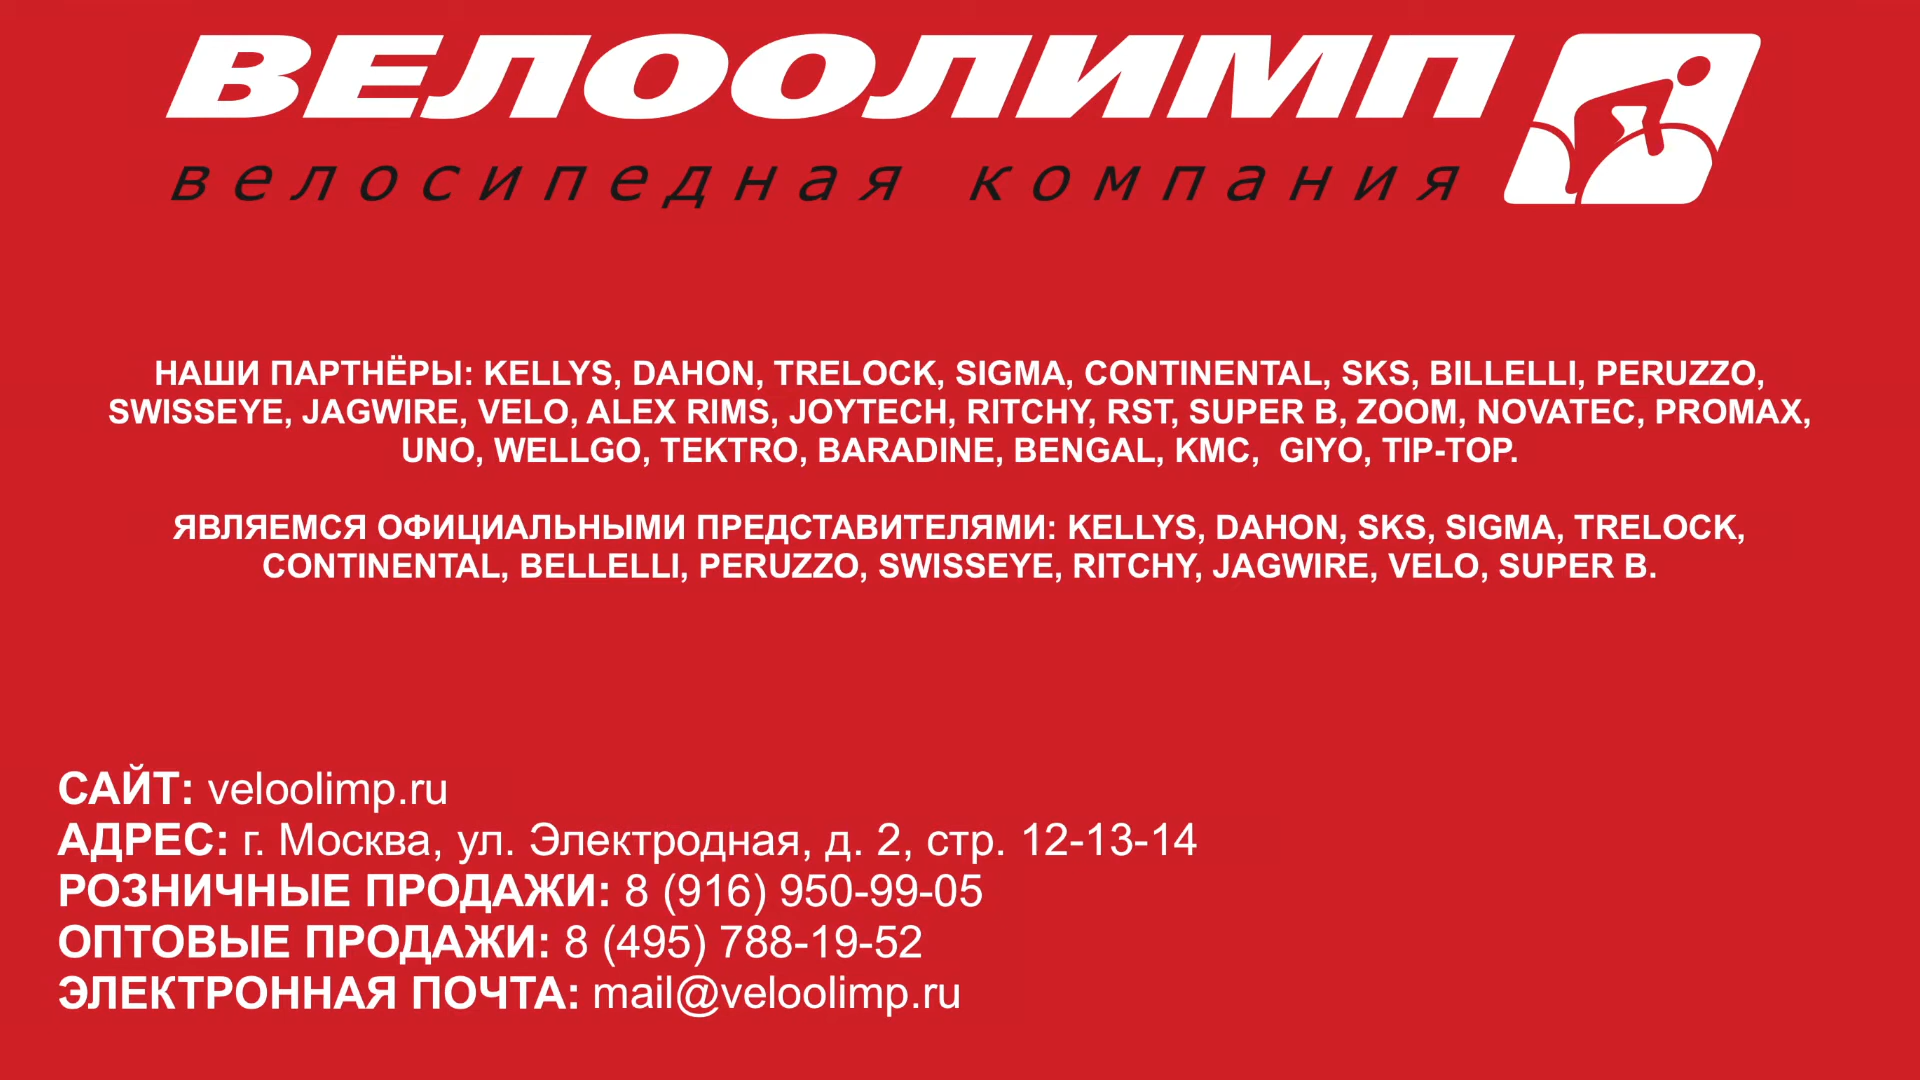 ВЕЛООЛИМП
велосипедная компания
НАШИ ПАРТНЁРЫ: KELLYS, DAHON, TRELOCK, SIGMA, CONTINENTAL, SKS, BILLELLI, PERUZZO,
SWISSEYE, JAGWIRE, VELO, ALEX RIMS, JOYTECH, RITCHY, RST, SUPER B, ZOOM, NOVATEC, PROMAX,
UNO, WELLGO, TEKTRO, BARADINE, BENGAL, KMC, GIYO, TIP-TOP.
ЯВЛЯЕМСЯ ОФИЦИАЛЬНЫМИ ПРЕДСТАВИТЕЛЯМИ: KELLYS, DAHON, SKS, SIGMA, TRELOCK,
CONTINENTAL, BELLELLI, PERUZZO, SWISSEYE, RITCHY, JAGWIRE, VELO, SUPER B.
САЙТ: veloolimp.ru
АДРЕС: г. Москва, ул. Электродная, д. 2, стр. 12-13-14
РОЗНИЧНЫЕ ПРОДАЖИ: 8 (916) 950-99-05
ОПТОВЫЕ ПРОДАЖИ: 8 (495) 788-19-52
ЭЛЕКТРОННАЯ ПОЧТА: mail@veloolimp.ru